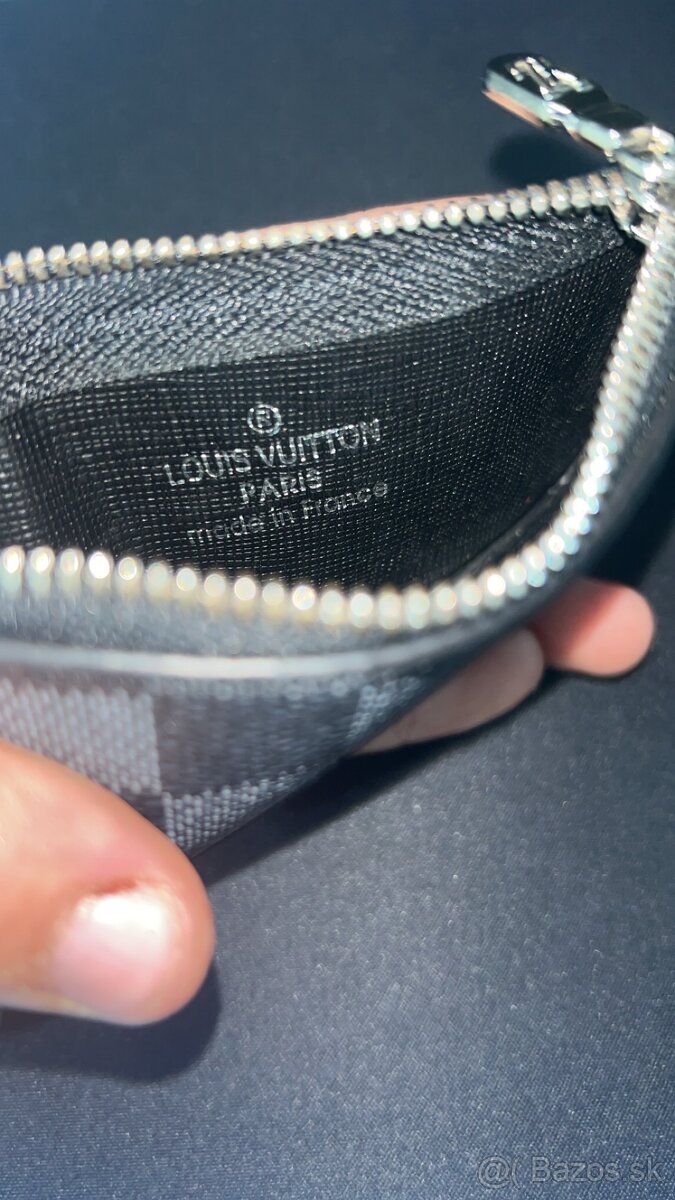 ®
LOUIS VUITTON
PARIS
made in France
@( Bazos.sk